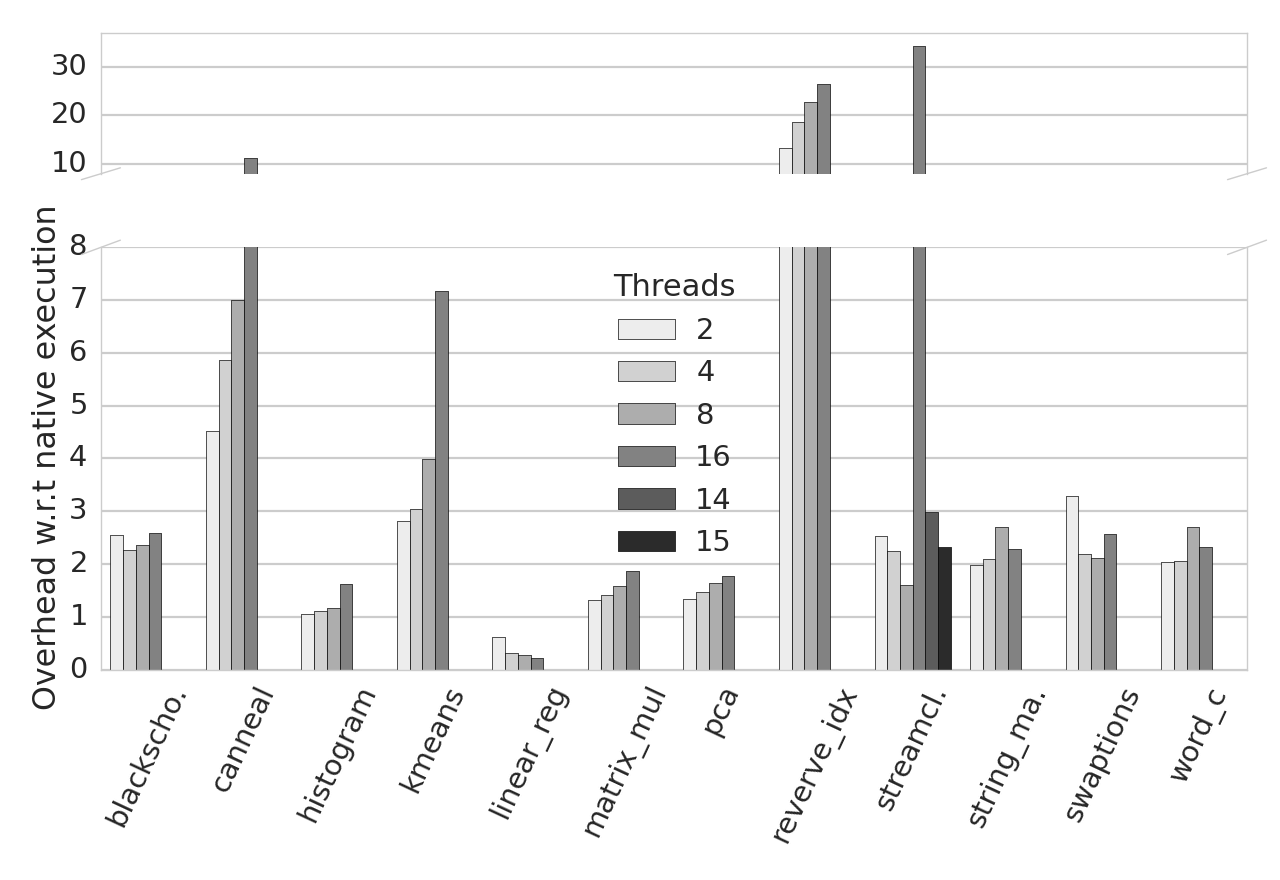 30
20
10
Overhead w.r.t native execution
8
7
6
5
4
3
2
1
0
Threads
2
4
8
16
14
15
blackscho.
canneal
histogram
kmeans
linear_reg
matrix_mul
pca
reverve_idx
streamcl.
string_ma.
swaptions
word_c